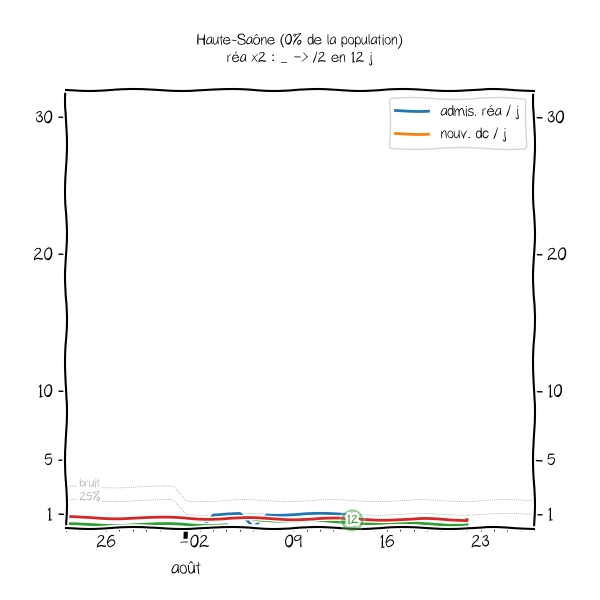 Haute-Saône (0% de la population)
réa x2 : _ -> /2 en 12 j
admis. réa / j
nouv. dc / j
30 30
20 20
10 10
5 5
bruit
25%
1 12 1
26 02 09 16 23
août